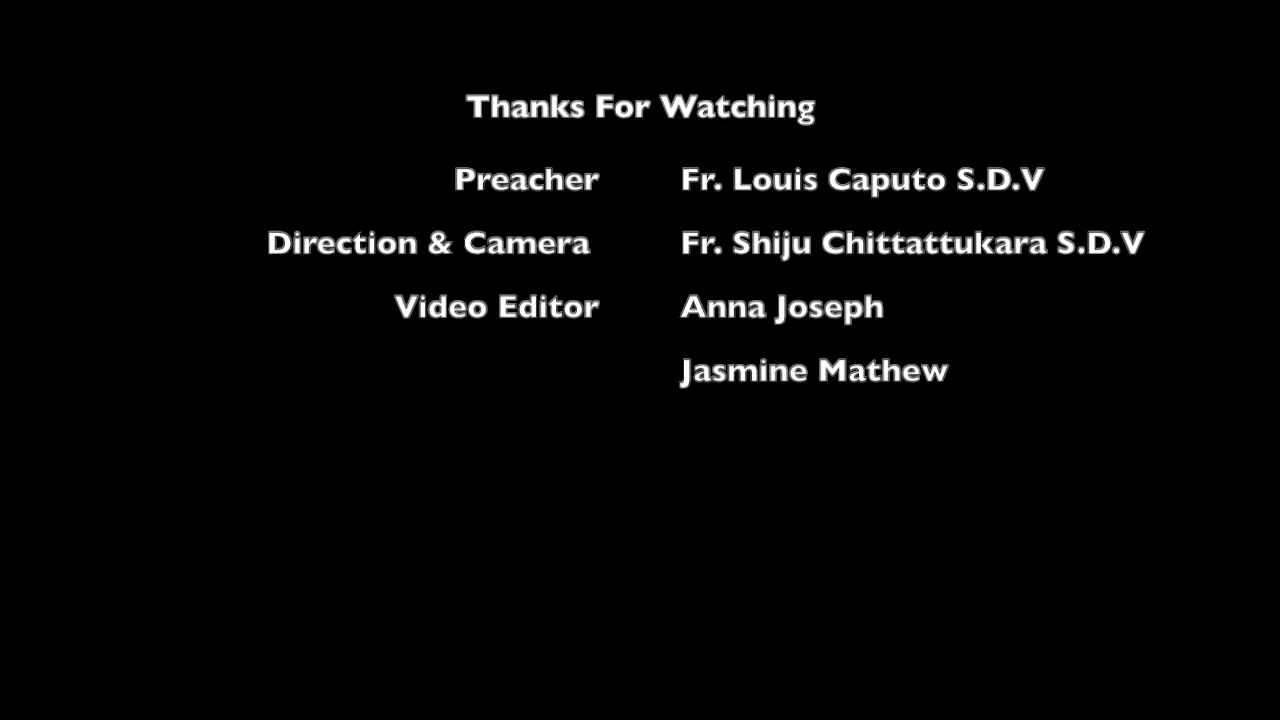 Thanks For Watching
Preacher Fr. Louis Caputo S.D.V
Direction & Camera Fr. Shiju Chittattukara S.D.V
Video Editor Anna Joseph
Jasmine Mathew